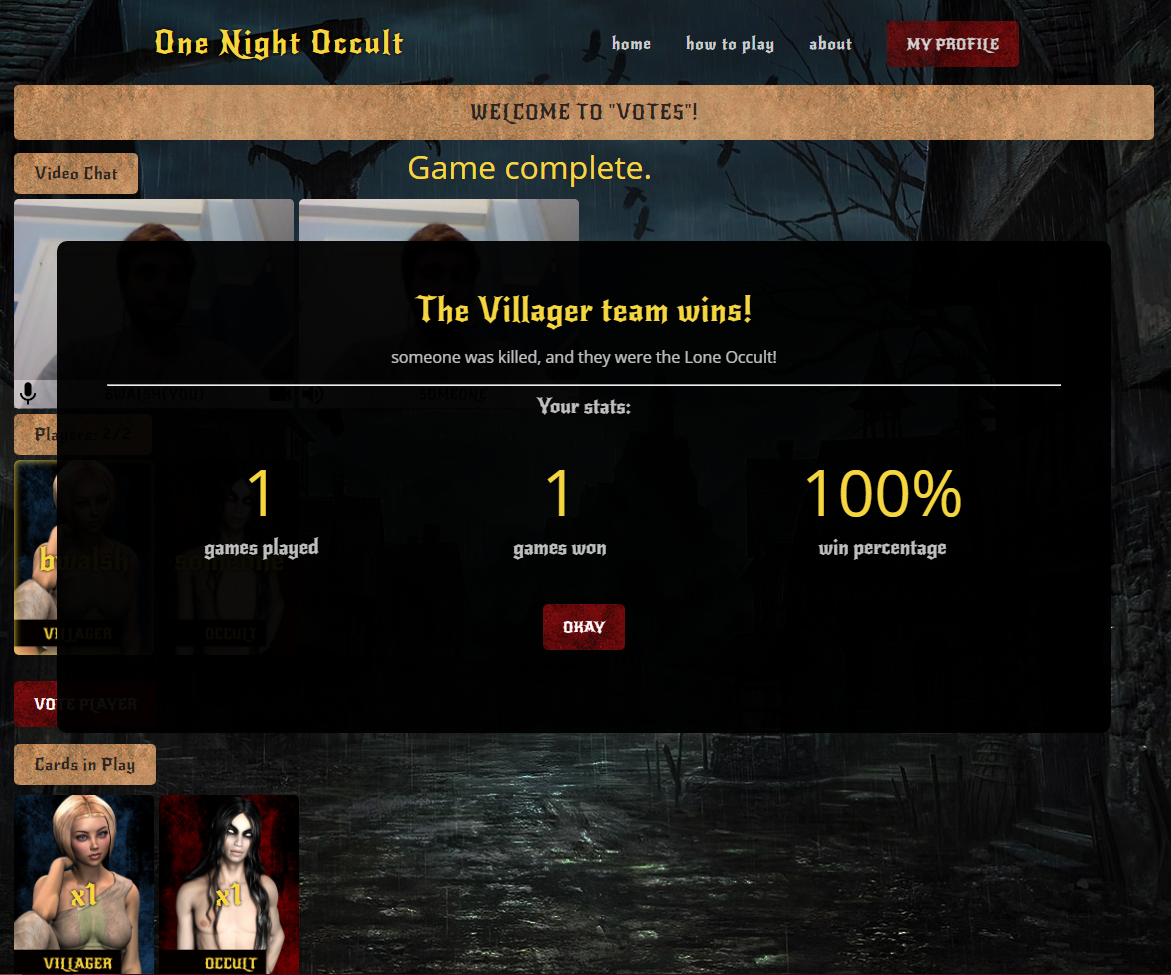 One Night Occult
home
how to play
about
MY PROFILE
WELCOME TO "VOTES"!
Video Chat
Game complete.
The Villager team wins!
someone was killed, and they were the Lone Occult!
BWALSH(YOU)
SOMEONE
Your stats:
Players: 2/2
1
1
100%
games played
games won
win percentage
bwalsh
someone
VILLAGER
OCCULT
OKAY
VOTE PLAYER
Cards in Play
x1
x1
VILLAGER
OCCULT